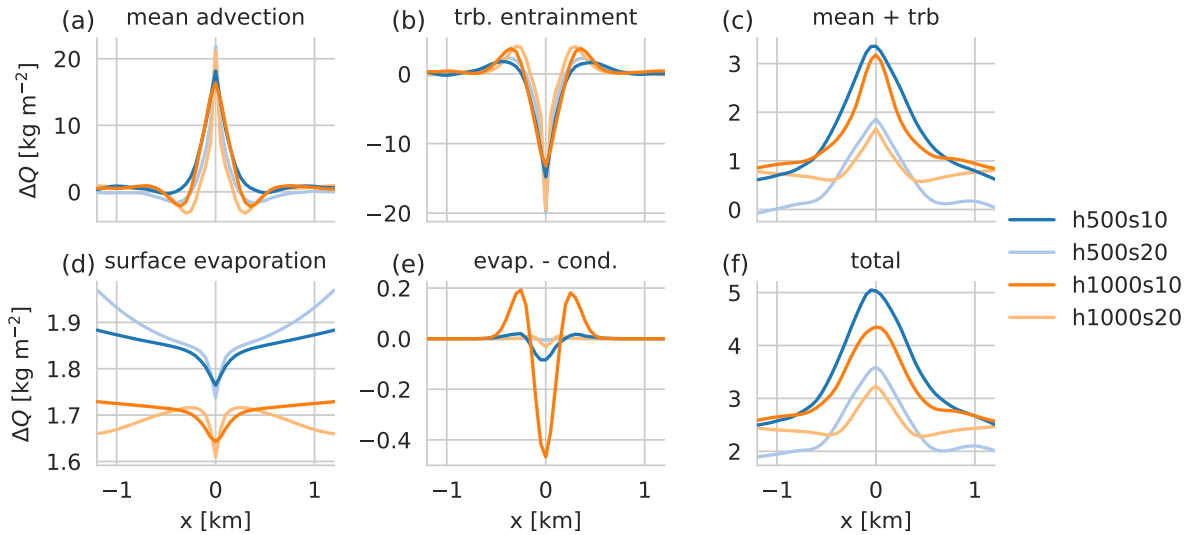 (a) mean advection
(b) trb. entrainment
(c) mean + trb
ΔQ [kg m⁻²]
20
10
0
0
−10
−20
3
2
1
0
(d) surface evaporation
(e) evap. - cond.
(f) total
ΔQ [kg m⁻²]
1.9
1.8
1.7
1.6
0.2
0.0
−0.2
−0.4
5
4
3
2
−1 0 1
−1 0 1
−1 0 1
x [km]
x [km]
x [km]
h500s10
h500s20
h1000s10
h1000s20